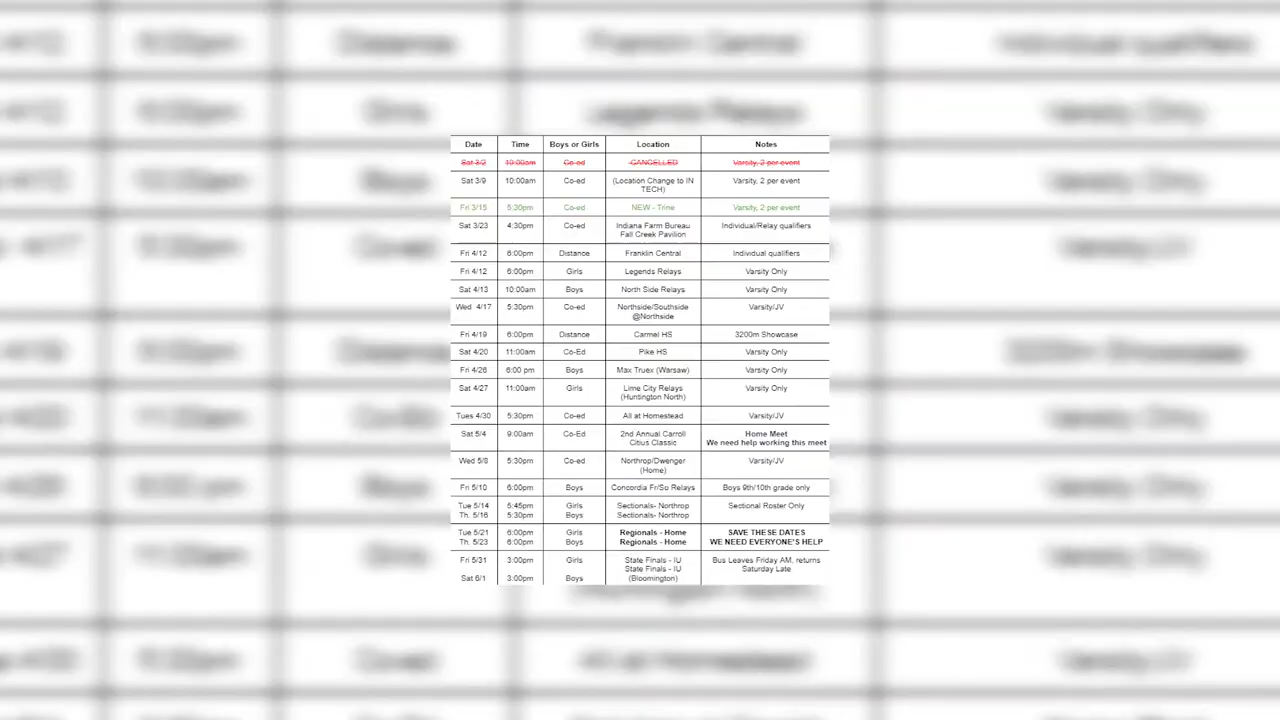 Date Time Boys or Girls Location Notes
Sat 3/2 10:00am Co-ed CANCELLED Varsity, 2 per event
Sat 3/9 10:00am Co-ed (Location Change to IN Varsity, 2 per event
TECH)
Fri 3/15 5:30pm Co-ed NEW - Trine Varsity, 2 per event
Sat 3/23 4:30pm Co-ed Indiana Farm Bureau Individual/Relay qualifiers
Fall Creek Pavilion
Fri 4/12 6:00pm Distance Franklin Central Individual qualifiers
Fri 4/12 6:00pm Girls Legends Relays Varsity Only
Sat 4/13 10:00am Boys North Side Relays Varsity Only
Wed 4/17 5:30pm Co-ed Northside/Southside Varsity/JV
@Northside
Fri 4/19 6:00pm Distance Carmel HS 3200m Showcase
Sat 4/20 11:00am Co-Ed Pike HS Varsity Only
Fri 4/26 6:00 pm Boys Max Truex (Warsaw) Varsity Only
Sat 4/27 11:00am Girls Lime City Relays Varsity Only
(Huntington North)
Tues 4/30 5:30pm Co-ed All at Homestead Varsity/JV
Sat 5/4 9:00am Co-Ed 2nd Annual Carroll Home Meet
Citius Classic We need help working this meet
Wed 5/8 5:30pm Co-ed Northrop/Dwenger Varsity/JV
(Home)
Fri 5/10 6:00pm Boys Concordia Fr/So Relays Boys 9th/10th grade only
Tue 5/14 5:45pm Girls Sectionals- Northrop Sectional Roster Only
Th. 5/16 5:30pm Boys Sectionals- Northrop
Tue 5/21 6:00pm Girls Regionals - Home SAVE THESE DATES
Th. 5/23 6:00pm Boys Regionals - Home WE NEED EVERYONE'S HELP
Fri 5/31 3:00pm Girls State Finals - IU Bus Leaves Friday AM, returns
State Finals - IU Saturday Late
Sat 6/1 3:00pm Boys (Bloomington)